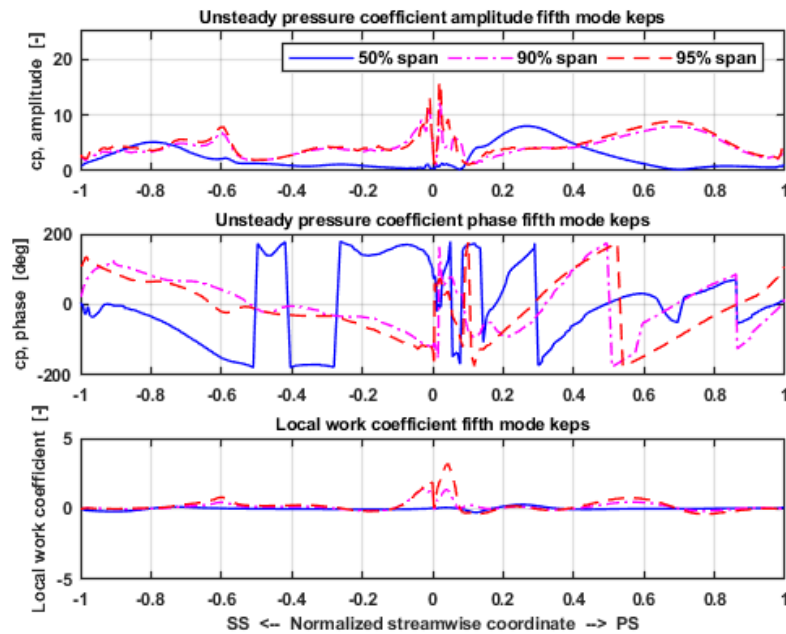 Unsteady pressure coefficient amplitude fifth mode keps
cp, amplitude [-]
20
10
0
50% span 90% span 95% span
-1 -0.8 -0.6 -0.4 -0.2 0 0.2 0.4 0.6 0.8 1
Unsteady pressure coefficient phase fifth mode keps
cp, phase [deg]
200
0
-200
-1 -0.8 -0.6 -0.4 -0.2 0 0.2 0.4 0.6 0.8 1
Local work coefficient fifth mode keps
Local work coefficient [-]
5
0
-5
-1 -0.8 -0.6 -0.4 -0.2 0 0.2 0.4 0.6 0.8 1
SS <-- Normalized streamwise coordinate --> PS